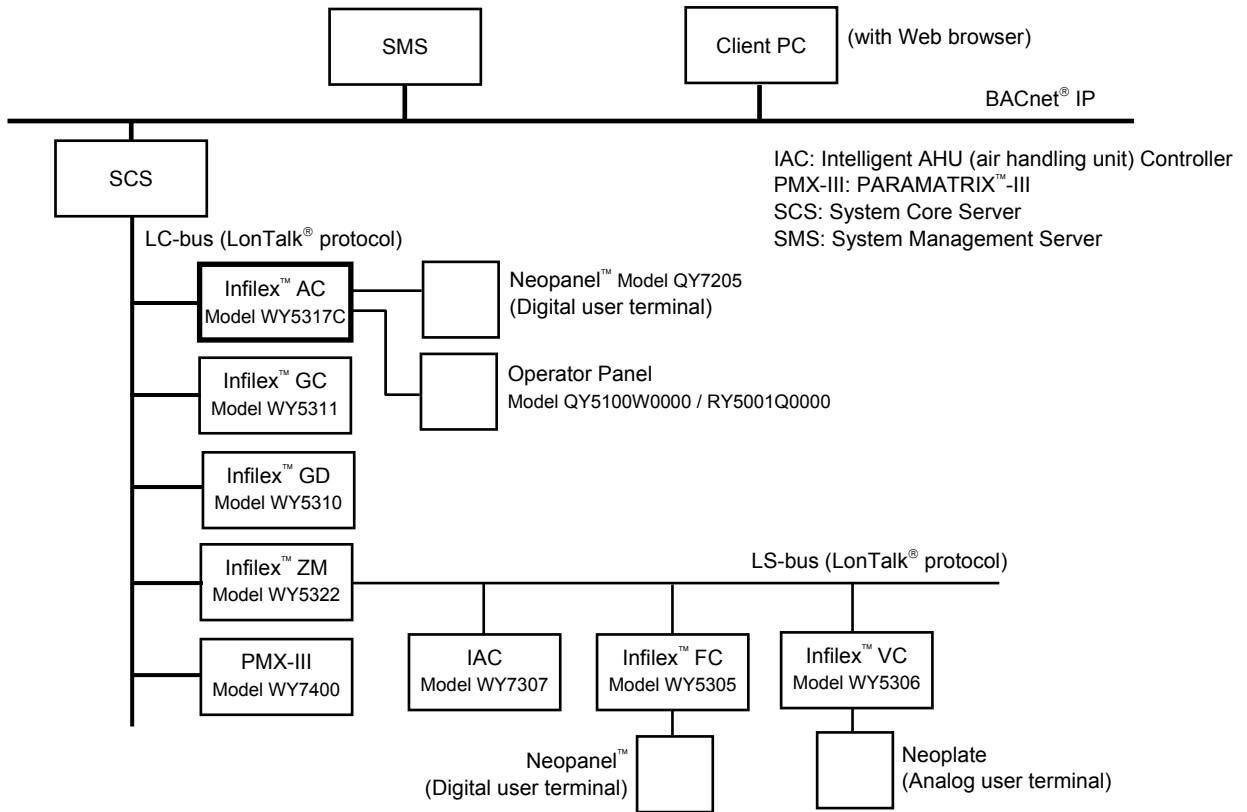 SMS
Client PC
(with Web browser)
BACnet® IP
SCS
IAC: Intelligent AHU (air handling unit) Controller
PMX-III: PARAMATRIX™-III
SCS: System Core Server
SMS: System Management Server
LC-bus (LonTalk® protocol)
Infilex™ AC
Model WY5317C
Neopanel™ Model QY7205
(Digital user terminal)
Operator Panel
Model QY5100W0000 / RY5001Q0000
Infilex™ GC
Model WY5311
Infilex™ GD
Model WY5310
Infilex™ ZM
Model WY5322
LS-bus (LonTalk® protocol)
PMX-III
Model WY7400
IAC
Model WY7307
Infilex™ FC
Model WY5305
Infilex™ VC
Model WY5306
Neopanel™
(Digital user terminal)
Neoplate
(Analog user terminal)